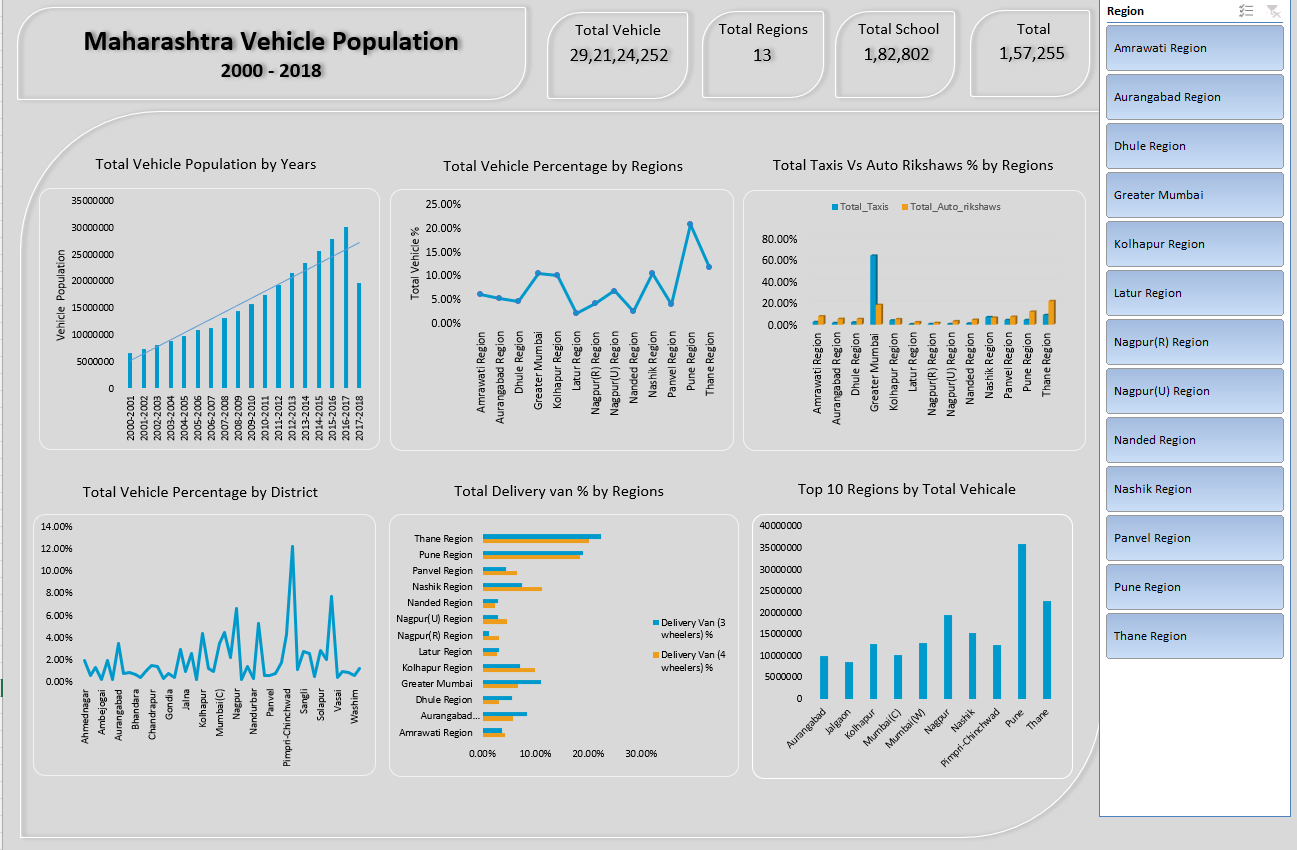 Maharashtra Vehicle Population
2000 - 2018
Total Vehicle
29,21,24,252
Total Regions
13
Total School
1,82,802
Total
1,57,255
Region
Amrawati Region
Aurangabad Region
Dhule Region
Greater Mumbai
Kolhapur Region
Latur Region
Nagpur(R) Region
Nagpur(U) Region
Nanded Region
Nashik Region
Panvel Region
Pune Region
Thane Region
Total Vehicle Population by Years
Vehicle Population
35000000
30000000
25000000
20000000
15000000
10000000
5000000
0
2000-2001
2001-2002
2002-2003
2003-2004
2004-2005
2005-2006
2006-2007
2007-2008
2008-2009
2009-2010
2010-2011
2011-2012
2012-2013
2013-2014
2014-2015
2015-2016
2016-2017
2017-2018
Total Vehicle Percentage by Regions
Total Vehicle %
25.00%
20.00%
15.00%
10.00%
5.00%
0.00%
Amrawati Region
Aurangabad Region
Dhule Region
Greater Mumbai
Kolhapur Region
Latur Region
Nagpur(R) Region
Nagpur(U) Region
Nanded Region
Nashik Region
Panvel Region
Pune Region
Thane Region
Total Taxis Vs Auto Rikshaws % by Regions
Total_Taxis
Total_Auto_rikshaws
80.00%
60.00%
40.00%
20.00%
0.00%
Amrawati Region
Aurangabad Region
Dhule Region
Greater Mumbai
Kolhapur Region
Latur Region
Nagpur(R) Region
Nagpur(U) Region
Nanded Region
Nashik Region
Panvel Region
Pune Region
Thane Region
Total Vehicle Percentage by District
14.00%
12.00%
10.00%
8.00%
6.00%
4.00%
2.00%
0.00%
Ahmednagar
Ambejogai
Aurangabad
Bhandara
Chandrapur
Gondia
Jalna
Kolhapur
Mumbai(C)
Nagpur
Nandurbar
Panvel
Pimpri-Chinchwad
Sangli
Solapur
Vasai
Washim
Total Delivery van % by Regions
Thane Region
Pune Region
Panvel Region
Nashik Region
Nanded Region
Nagpur(U) Region
Nagpur(R) Region
Latur Region
Kolhapur Region
Greater Mumbai
Dhule Region
Aurangabad...
Amrawati Region
0.00%
10.00%
20.00%
30.00%
Delivery Van (3
wheelers) %
Delivery Van (4
wheelers) %
Top 10 Regions by Total Vehicale
40000000
35000000
30000000
25000000
20000000
15000000
10000000
5000000
0
Aurangabad
Jalgaon
Kolhapur
Mumbai(C)
Mumbai(W)
Nagpur
Nashik
Pimpri-Chinchwad
Pune
Thane